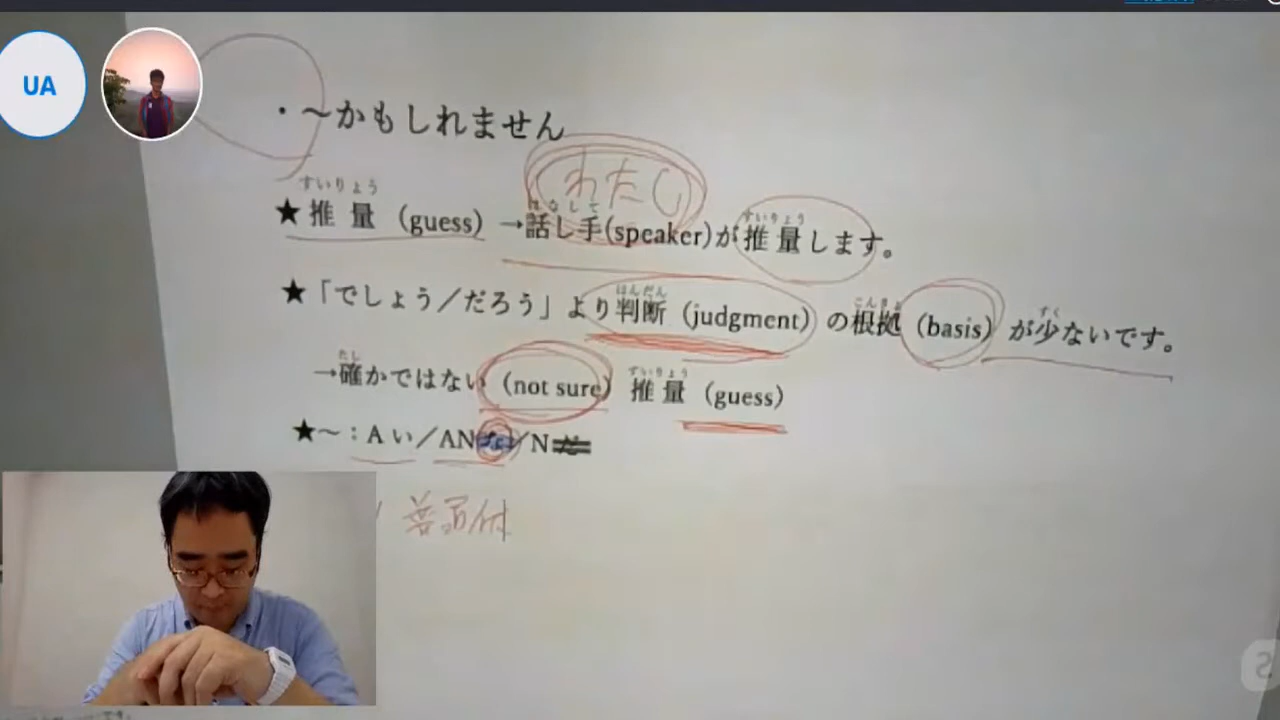 UA
・～かもしれません
わたし
★推量（guess）→話し手(speaker)が推量します。
すいりょう はなして すいりょう
★「でしょう／だろう」より判断（judgment）の根拠（basis）が少ないです。
はんだん こんきょ すく
→確かではない（not sure）推量（guess）
たし すいりょう
★～：Aい／AN／N